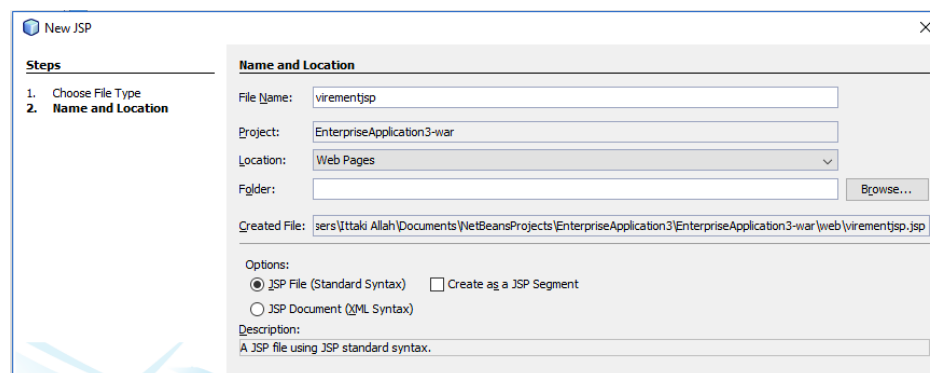 New JSP
Steps
1. Choose File Type
2. Name and Location
Name and Location
File Name: virementjsp
Project: EnterpriseApplication3-war
Location: Web Pages
Folder: Browse...
Created File: sers\Ittaki Allah\Documents\NetBeansProjects\EnterpriseApplication3\EnterpriseApplication3-war\web\virementjsp.jsp
Options:
JSP File (Standard Syntax) Create as a JSP Segment
JSP Document (XML Syntax)
Description:
A JSP file using JSP standard syntax.